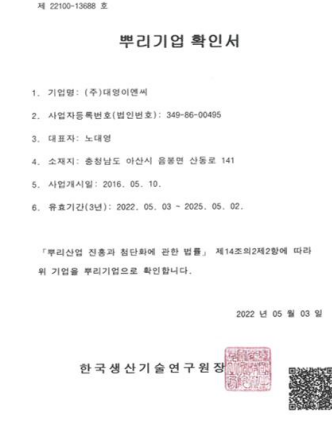 제 22100-13688 호
뿌리기업 확인서
1. 기업명: (주)대영이엔씨
2. 사업자등록번호(법인번호): 349-86-00495
3. 대표자: 노대영
4. 소재지: 충청남도 아산시 음봉면 산동로 141
5. 사업개시일: 2016. 05. 10.
6. 유효기간(3년): 2022. 05. 03 ~ 2025. 05. 02.
「뿌리산업 진흥과 첨단화에 관한 법률」 제14조의2제2항에 따라
위 기업을 뿌리기업으로 확인합니다.
2022 년 05 월 03 일
한국생산기술연구원장